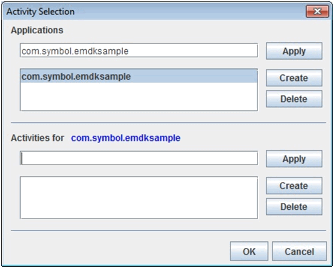 Activity Selection
Applications
com.symbol.emdksample
Apply
com.symbol.emdksample
Create
Delete
Activities for com.symbol.emdksample
Apply
Create
Delete
OK Cancel